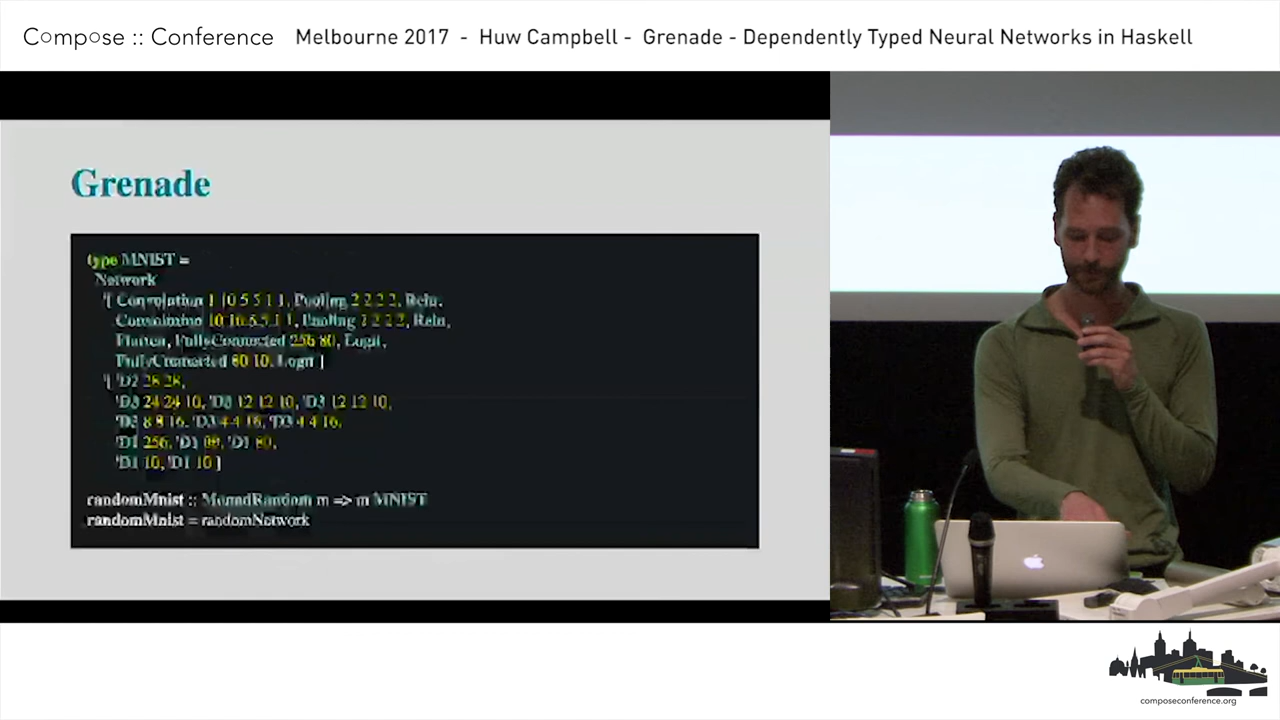 Compose :: Conference Melbourne 2017 - Huw Campbell - Grenade - Dependently Typed Neural Networks in Haskell
Grenade
type MNIST =
Network
'[ Convolution 1 10 5 5 1 1, Pooling 2 2 2 2, Relu,
Convolution 10 16 5 5 1 1, Pooling 2 2 2 2, Relu,
Flatten, FullyConnected 256 80, Logit,
FullyConnected 80 10, Logit ]
'[ 'D2 28 28,
'D3 24 24 10, 'D3 12 12 10, 'D3 12 12 10,
'D3 8 8 16, 'D3 4 4 16, 'D3 4 4 16,
'D1 256, 'D1 80, 'D1 80,
'D1 10, 'D1 10 ]
randomMnist :: MonadRandom m => m MNIST
randomMnist = randomNetwork
composeconference.org